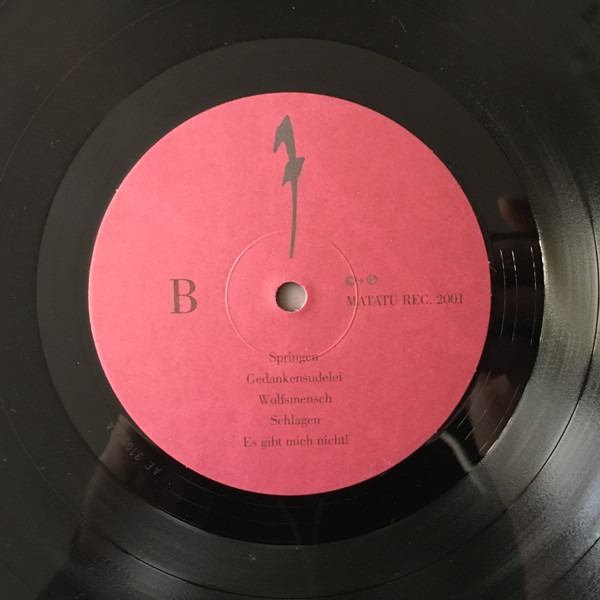 B
© + ℗
MATATU REC. 2001
Springen
Gedankensudelei
Wolfsmensch
Schlagen
Es gibt mich nicht!